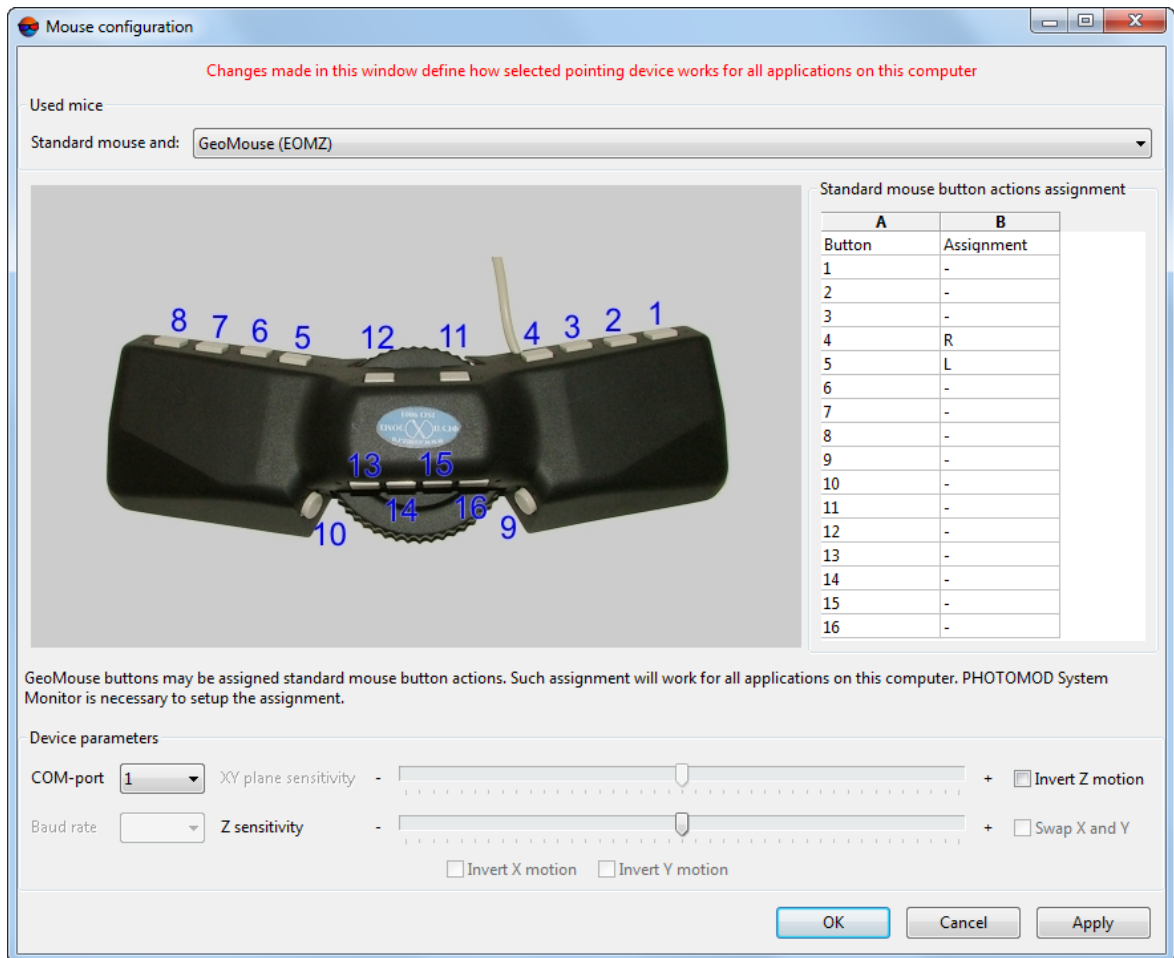 Mouse configuration
Changes made in this window define how selected pointing device works for all applications on this computer
Used mice
Standard mouse and: GeoMouse (EOMZ)
Standard mouse button actions assignment
A B
Button Assignment
1 -
2 -
3 -
4 R
5 L
6 -
7 -
8 -
9 -
10 -
11 -
12 -
13 -
14 -
15 -
16 -
8 7 6 5 12 11 4 3 2 1
13 15
14 16
10 9
GeoMouse buttons may be assigned standard mouse button actions. Such assignment will work for all applications on this computer. PHOTOMOD System
Monitor is necessary to setup the assignment.
Device parameters
COM-port 1 XY plane sensitivity - + Invert Z motion
Baud rate Z sensitivity - + Swap X and Y
Invert X motion Invert Y motion
OK Cancel Apply